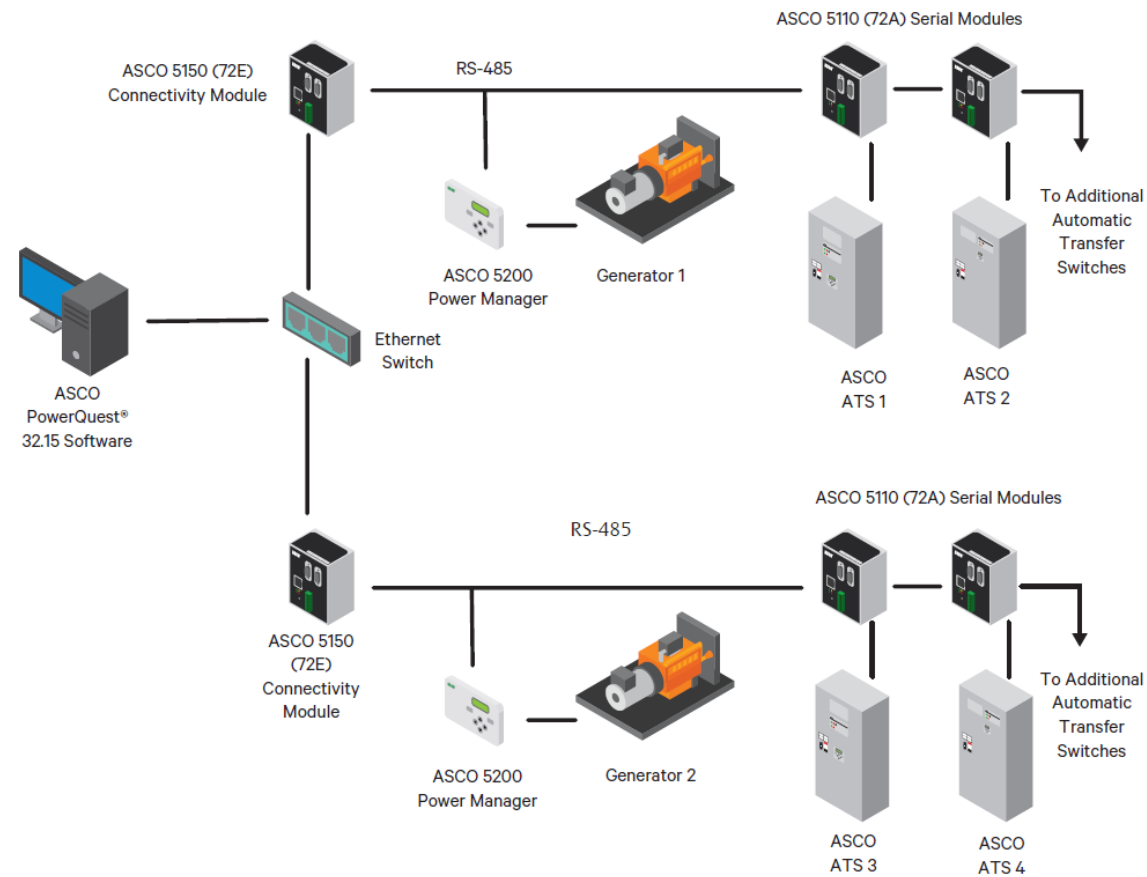 ASCO 5110 (72A) Serial Modules
ASCO 5150 (72E)
Connectivity Module
RS-485
To Additional
Automatic
Transfer
Switches
ASCO 5200
Power Manager
Generator 1
Ethernet
Switch
ASCO
ATS 1
ASCO
ATS 2
ASCO
PowerQuest®
32.15 Software
ASCO 5110 (72A) Serial Modules
RS-485
ASCO 5150
(72E)
Connectivity
Module
To Additional
Automatic
Transfer
Switches
ASCO 5200
Power Manager
Generator 2
ASCO
ATS 3
ASCO
ATS 4